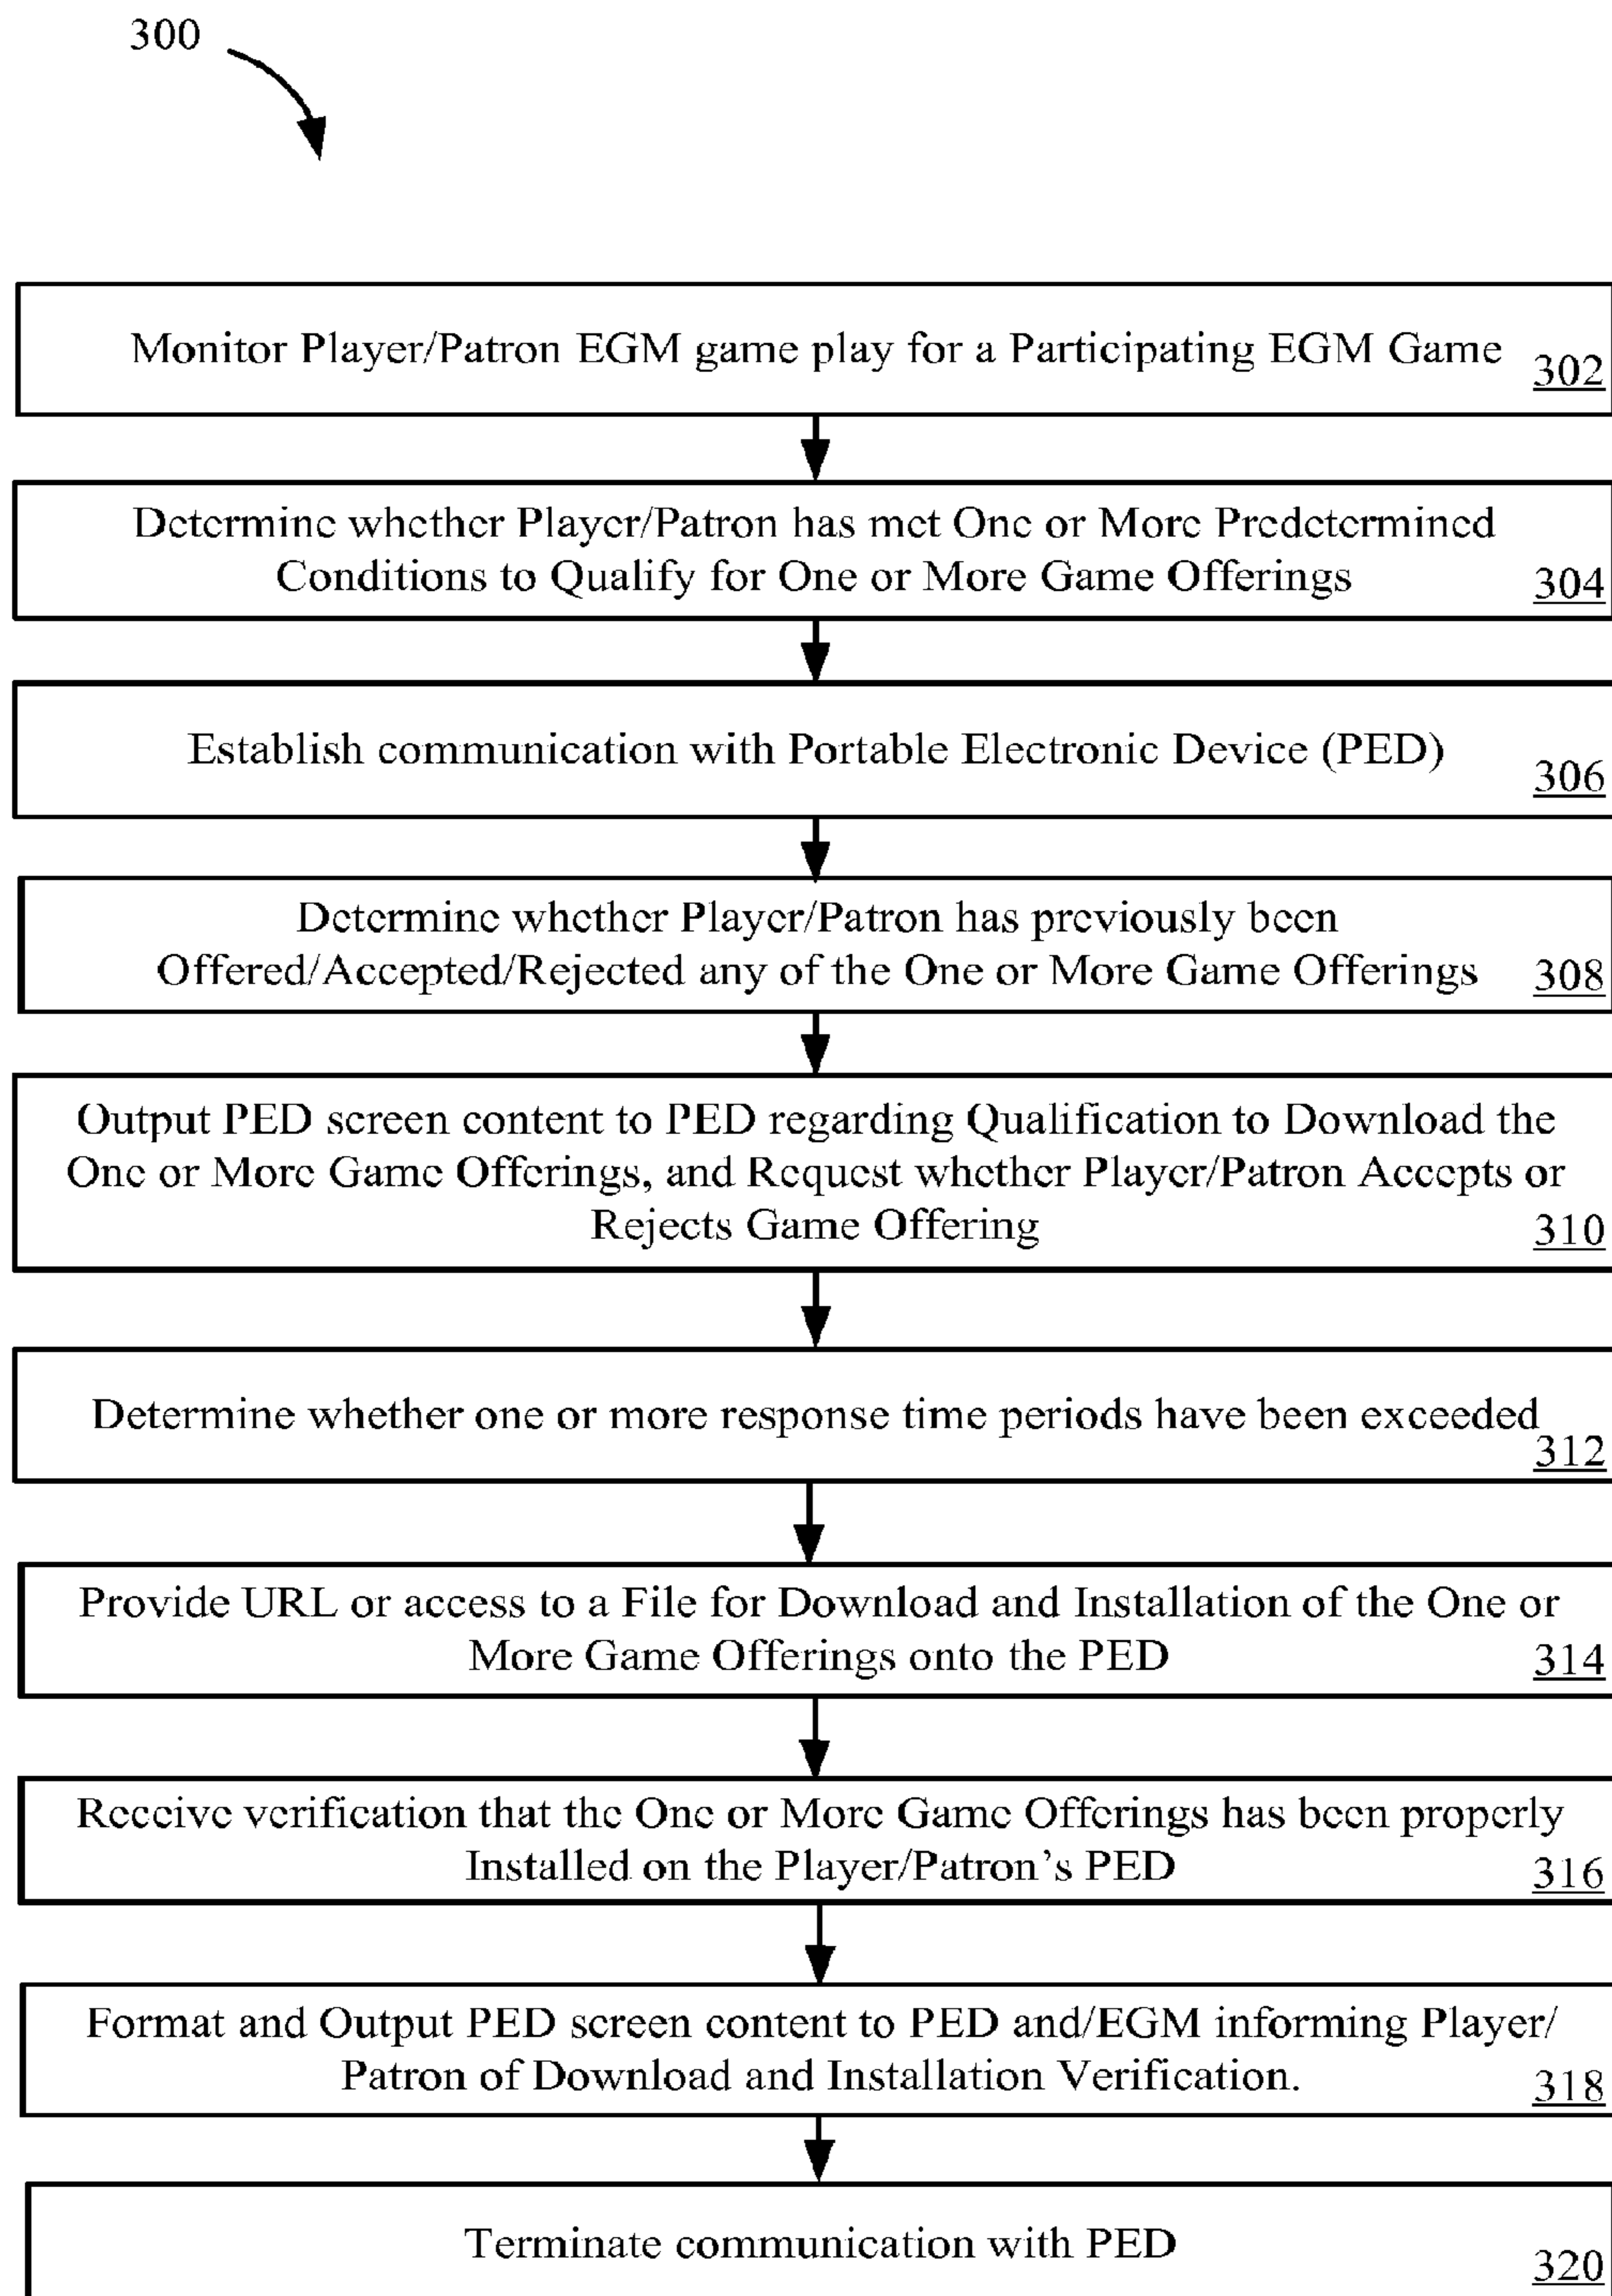 300
Monitor Player/Patron EGM game play for a Participating EGM Game
302
Determine whether Player/Patron has met One or More Predetermined
Conditions to Qualify for One or More Game Offerings
304
Establish communication with Portable Electronic Device (PED)
306
Determine whether Player/Patron has previously been
Offered/Accepted/Rejected any of the One or More Game Offerings
308
Output PED screen content to PED regarding Qualification to Download the
One or More Game Offerings, and Request whether Player/Patron Accepts or
Rejects Game Offering
310
Determine whether one or more response time periods have been exceeded
312
Provide URL or access to a File for Download and Installation of the One or
More Game Offerings onto the PED
314
Receive verification that the One or More Game Offerings has been properly
Installed on the Player/Patron's PED
316
Format and Output PED screen content to PED and/EGM informing Player/
Patron of Download and Installation Verification.
318
Terminate communication with PED
320